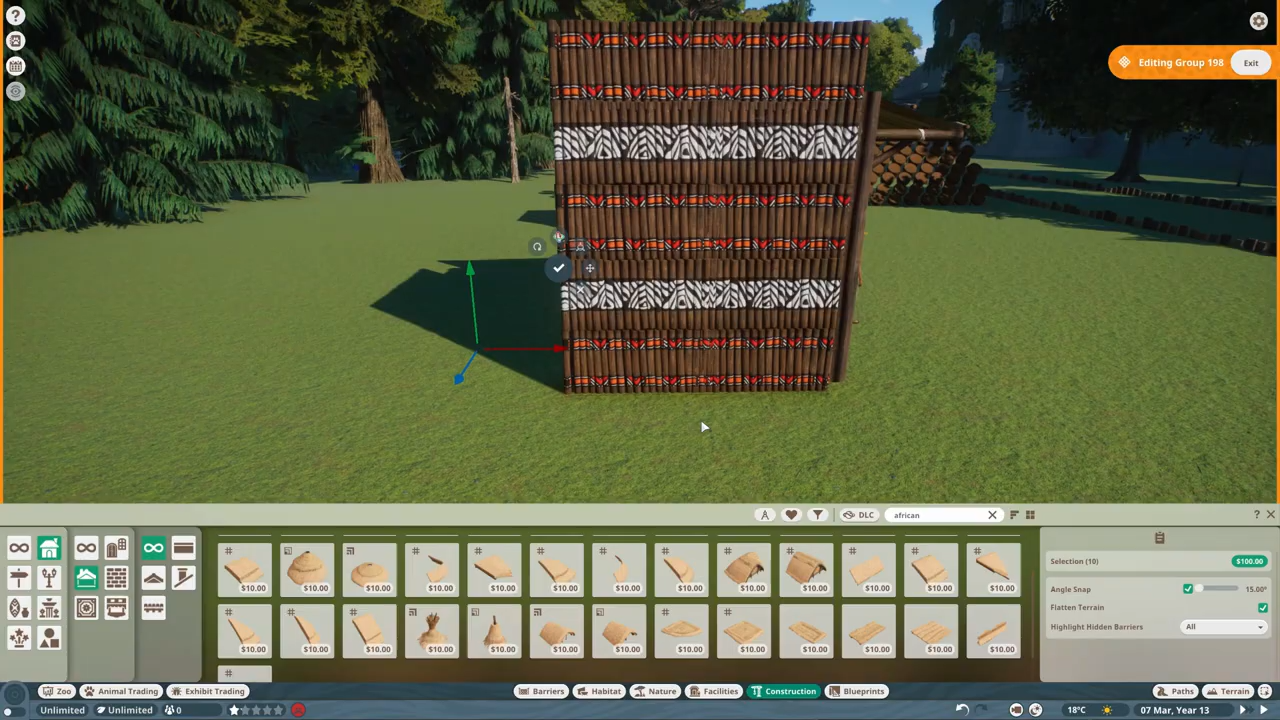 ?
Editing Group 198
Exit
DLC
african
?
$10.00 $10.00 $10.00 $10.00 $10.00 $10.00 $10.00 $10.00 $10.00 $10.00 $10.00 $10.00 $10.00
$10.00 $10.00 $10.00 $10.00 $10.00 $10.00 $10.00 $10.00 $10.00 $10.00 $10.00 $10.00 $10.00
Selection (10)
$100.00
Angle Snap
15.00°
Flatten Terrain
Highlight Hidden Barriers
All
Zoo
Animal Trading
Exhibit Trading
Barriers
Habitat
Nature
Facilities
Construction
Blueprints
Paths
Terrain
Unlimited
Unlimited
0
18°C
07 Mar, Year 13